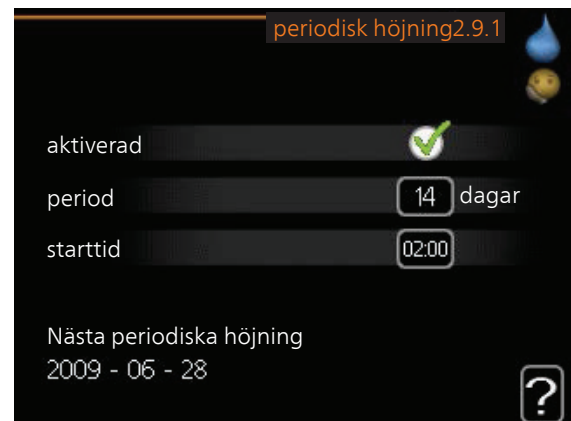 periodisk höjning2.9.1
aktiverad
period 14 dagar
starttid 02:00
Nästa periodiska höjning
2009 - 06 - 28
?